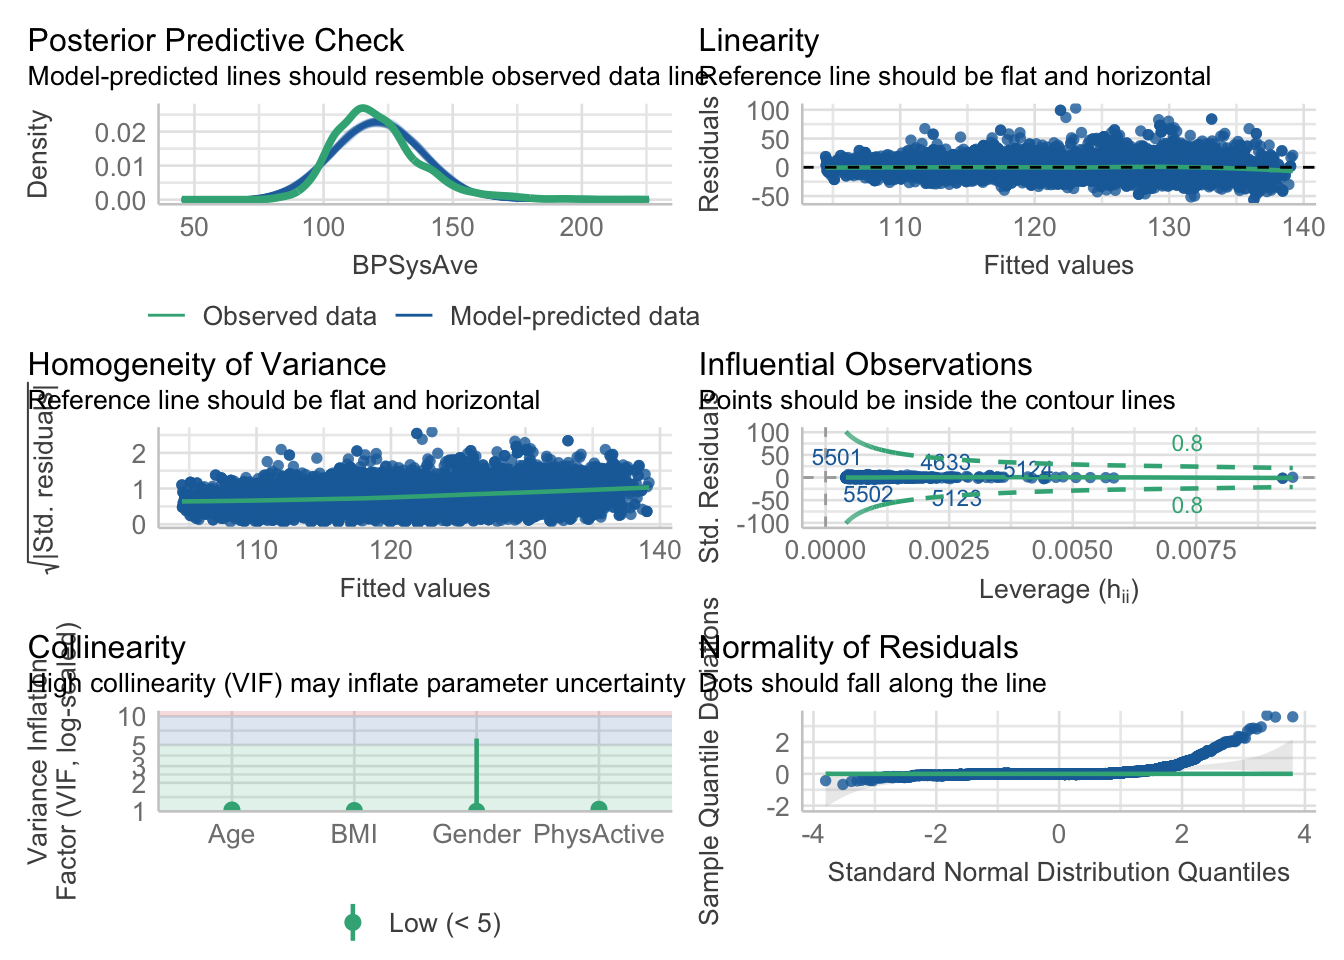 Posterior Predictive Check
Model-predicted lines should resemble observed data line
Density
0.02
0.01
0.00
50 100 150 200
BPSysAve
Observed data Model-predicted data
Linearity
Reference line should be flat and horizontal
Residuals
100
50
0
-50
110 120 130 140
Fitted values
Homogeneity of Variance
Reference line should be flat and horizontal
√|Std. residuals|
2
1
0
110 120 130 140
Fitted values
Influential Observations
Points should be inside the contour lines
Std. Residuals
100
50
0
-50
-100
0.8
5501 4633 5124
5502 5123
0.8
0.0000 0.0025 0.0050 0.0075
Leverage (hii)
Collinearity
High collinearity (VIF) may inflate parameter uncertainty
Variance Inflation
Factor (VIF, log-scaled)
10
5
3
2
1
Age BMI Gender PhysActive
Low (< 5)
Normality of Residuals
Dots should fall along the line
Sample Quantile Deviations
2
0
-2
-4 -2 0 2 4
Standard Normal Distribution Quantiles